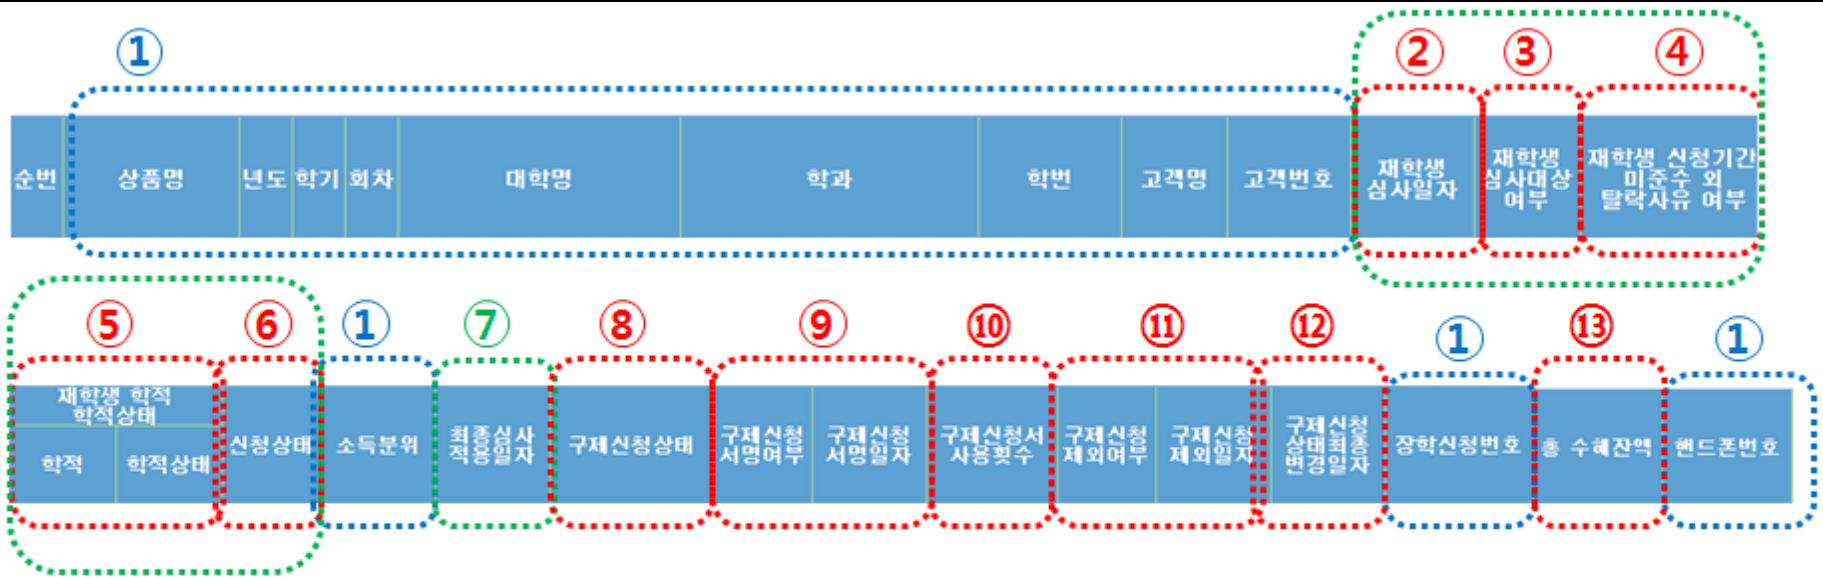 ①
②
③
④
순번
상품명
년도
학기
회차
대학명
학과
학번
고객명
고객번호
재학생
심사일자
재학생
심사대상
여부
재학생 신청기간
미준수 외
탈락사유 여부
⑤
⑥
①
⑦
⑧
⑨
⑩
⑪
⑫
①
⑬
①
재학생 학적
학적상태
학적
학적상태
신청상태
소득분위
최종심사
적용일자
구제신청상태
구제신청
서명여부
구제신청
서명일자
구제신청서
사용횟수
구제신청
제외여부
구제신청
제외일자
구제신청
상태최종
변경일자
장학신청번호
총 수혜잔액
핸드폰번호